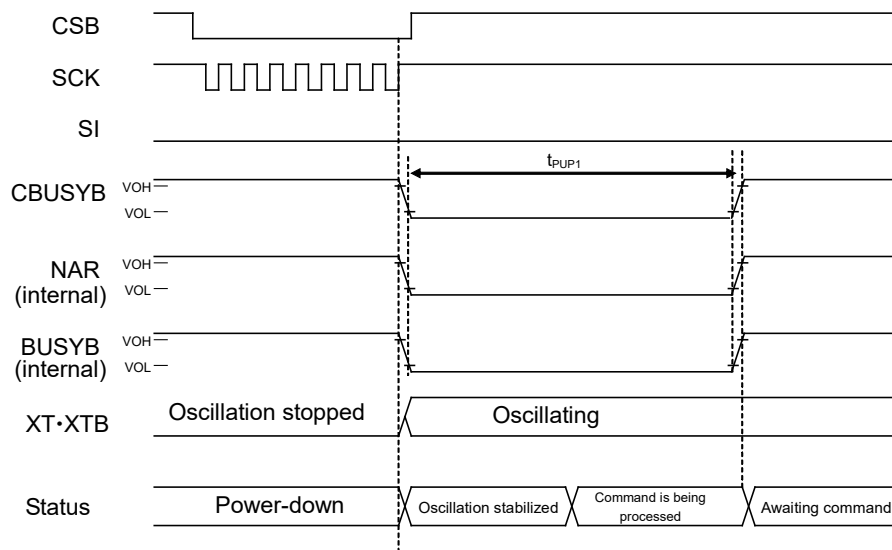 CSB
SCK
SI
tPUP1
CBUSYB
VOH
VOL
NAR
(internal)
VOH
VOL
BUSYB
(internal)
VOH
VOL
XT・XTB
Oscillation stopped
Oscillating
Status
Power-down
Oscillation stabilized
Command is being
processed
Awaiting command